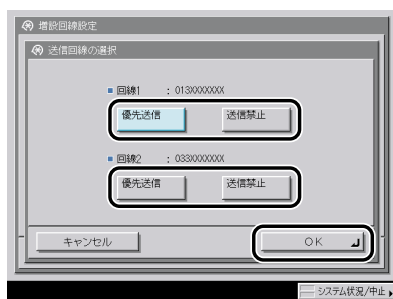 増設回線設定
送信回線の選択
■ 回線1 : 013XXXXXXX
優先送信 送信禁止
■ 回線2 : 033XXXXXXX
優先送信 送信禁止
キャンセル OK
システム状況/中止